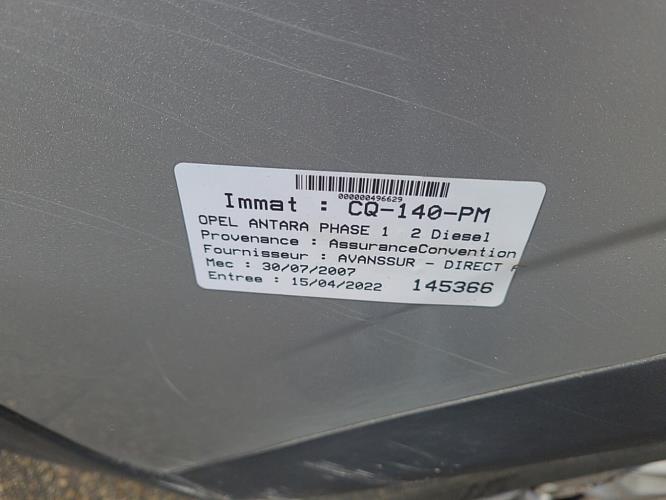 000000496629
Immat : CQ-140-PM
OPEL ANTARA PHASE 1 2 Diesel
Provenance : AssuranceConvention
Fournisseur : AVANSSUR - DIRECT A
Mec : 30/07/2007
Entree : 15/04/2022 145366